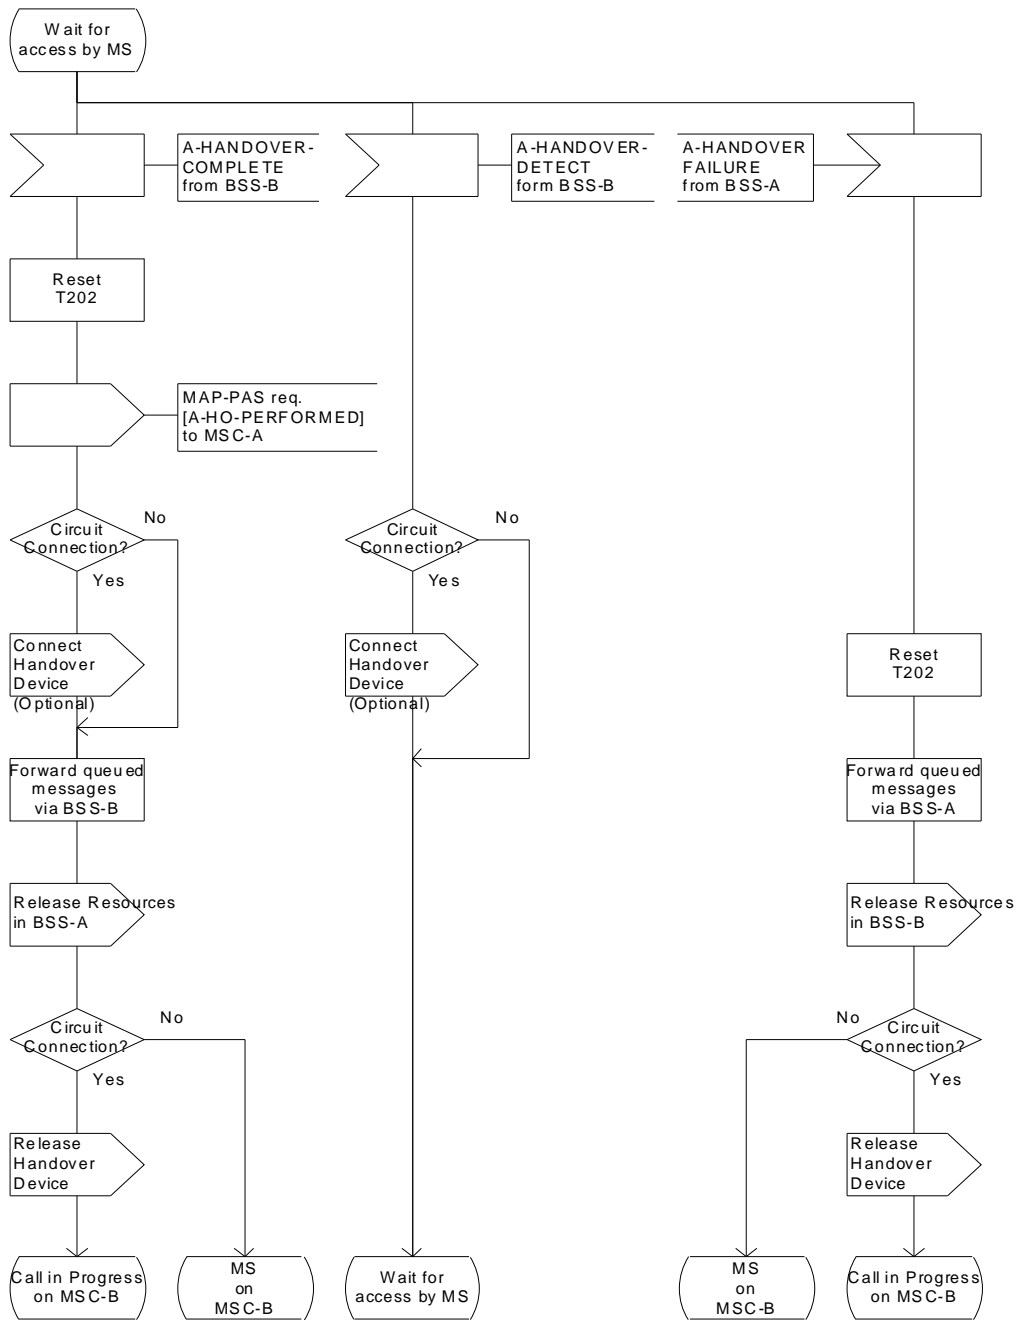 Wait for
access by MS
A-HANDOVER-
COMPLETE
from BSS-B
A-HANDOVER-
DETECT
form BSS-B
A-HANDOVER
FAILURE
from BSS-A
Reset
T202
MAP-PAS req.
[A-HO-PERFORMED]
to MSC-A
Circuit
Connection?
No
Yes
Circuit
Connection?
No
Yes
Connect
Handover
Device
(Optional)
Connect
Handover
Device
(Optional)
Reset
T202
Forward queued
messages
via BSS-B
Forward queued
messages
via BSS-A
Release Resources
in BSS-A
Release Resources
in BSS-B
Circuit
Connection?
No
Yes
No
Circuit
Connection?
Yes
Release
Handover
Device
Release
Handover
Device
Call in Progress
on MSC-B
MS
on
MSC-B
Wait for
access by MS
MS
on
MSC-B
Call in Progress
on MSC-B